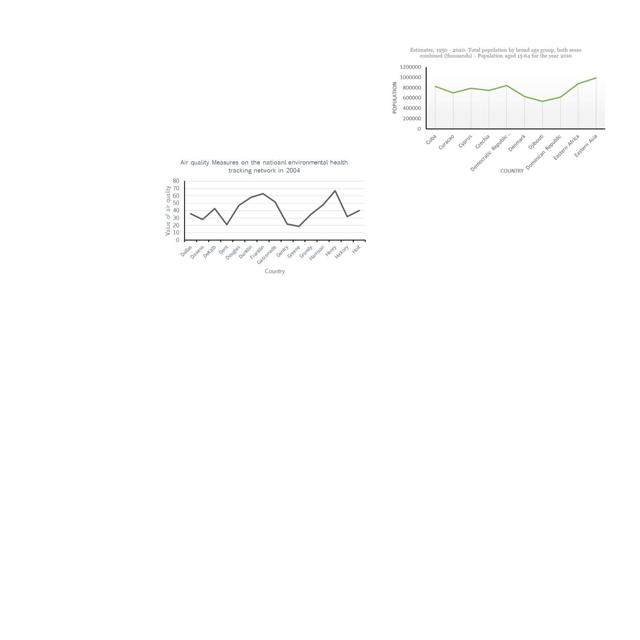 Estimates, 1950 - 2020: Total population by broad age group, both sexes
combined (thousands) - Population aged 15-64 for the year 2010
1200000
1000000
800000
600000
400000
200000
0
POPULATION
Cuba
Curacao
Cyprus
Czechia
Democratic Republic...
Denmark
Djibouti
Dominican Republic
Eastern Africa
Eastern Asia
COUNTRY
Air quality Measures on the natioanl environmental health
tracking network in 2004
80
70
60
50
40
30
20
10
0
Value of air quality
Dallas
Daviess
DeKalb
Dent
Douglas
Dunklin
Franklin
Gasconade
Gentry
Greene
Grundy
Harrison
Henry
Hickory
Holt
Country